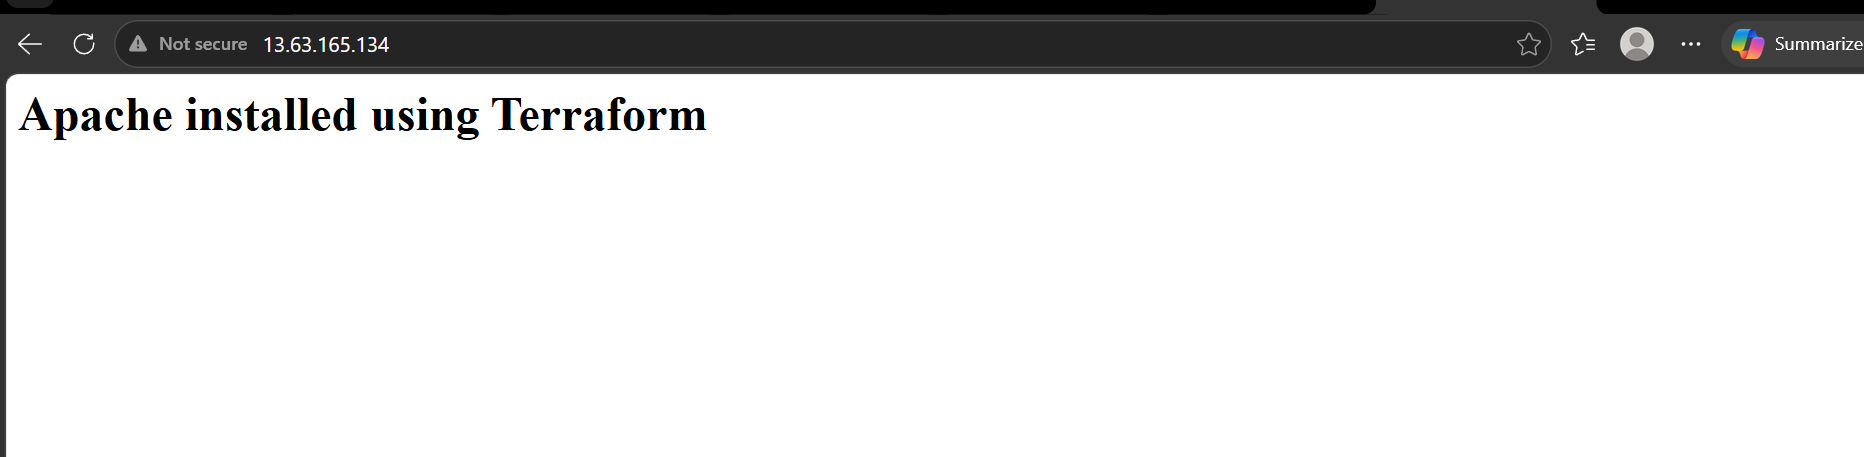 Not secure 13.63.165.134
Summarize
Apache installed using Terraform